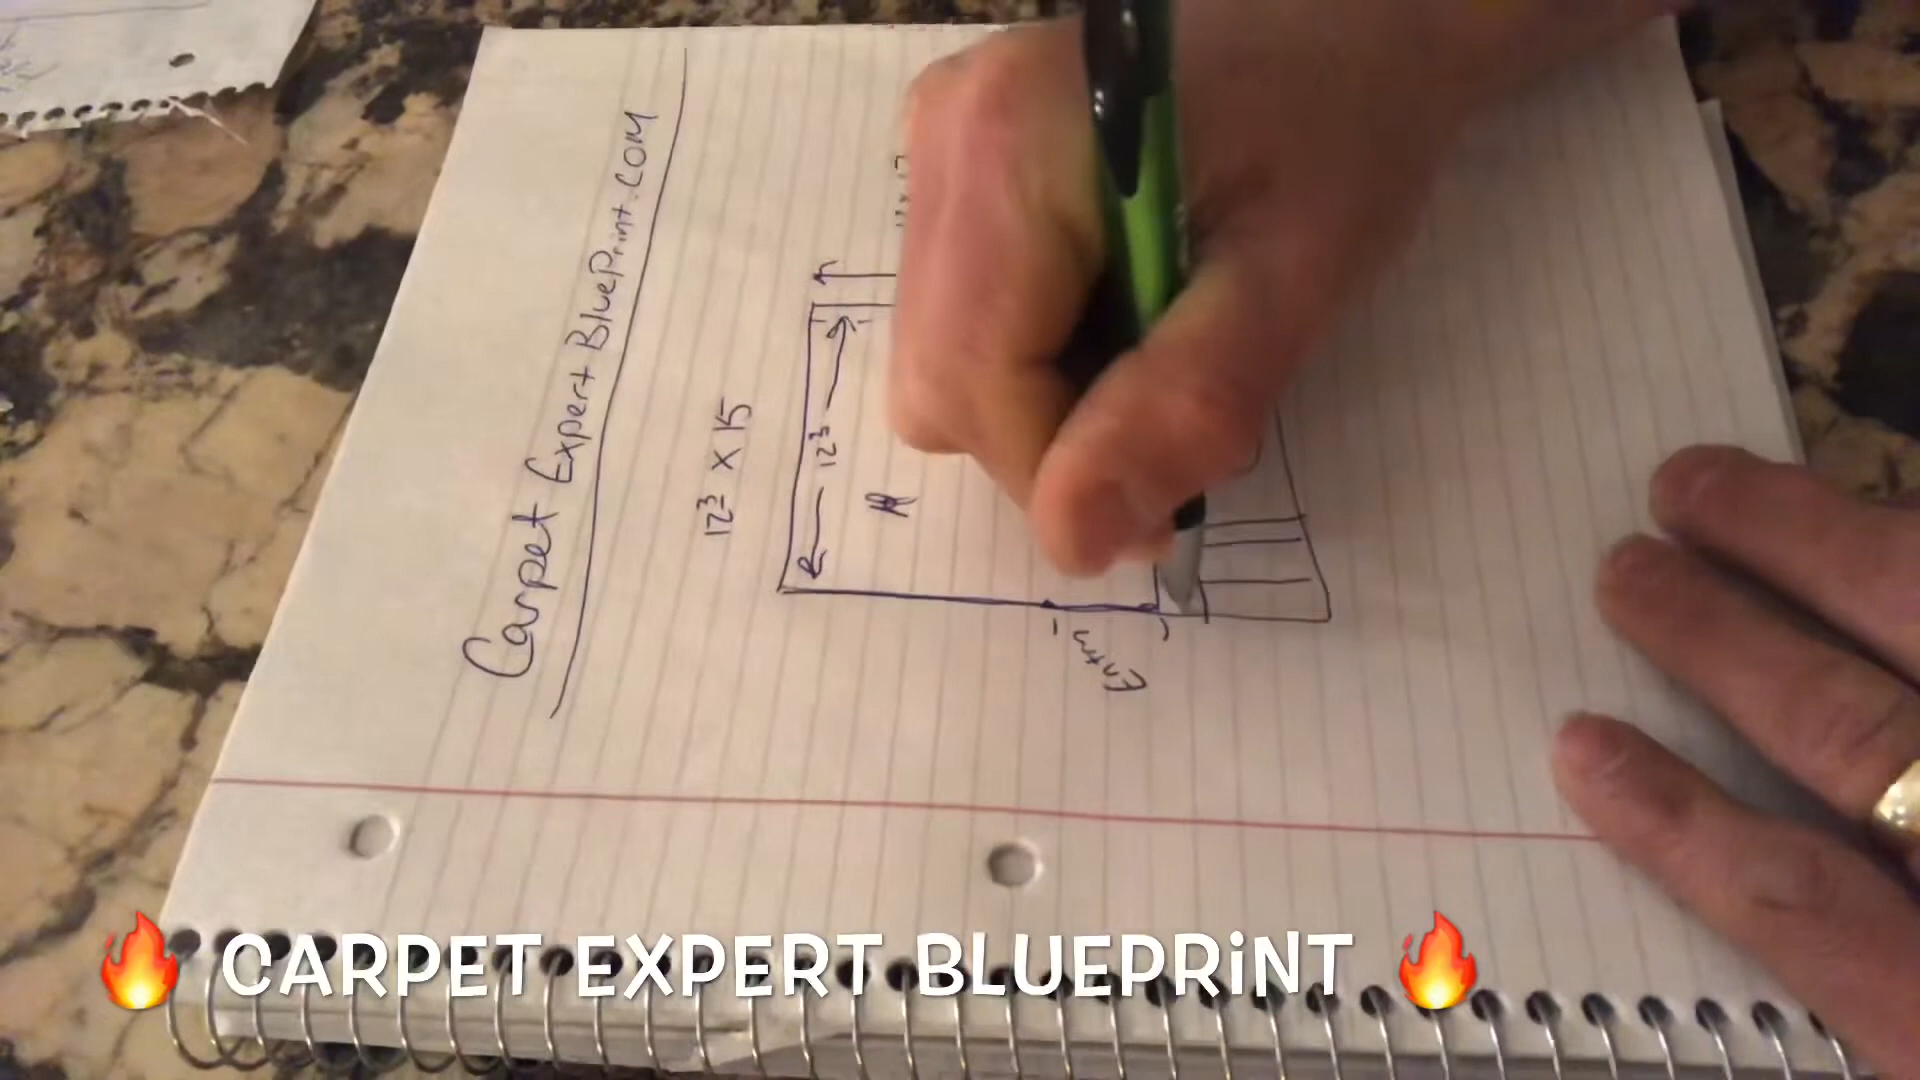 Carpet Expert BluePrint.com
12³ x 15
12³
A
Entry
🔥 CARPET EXPERT BLUEPRINT 🔥